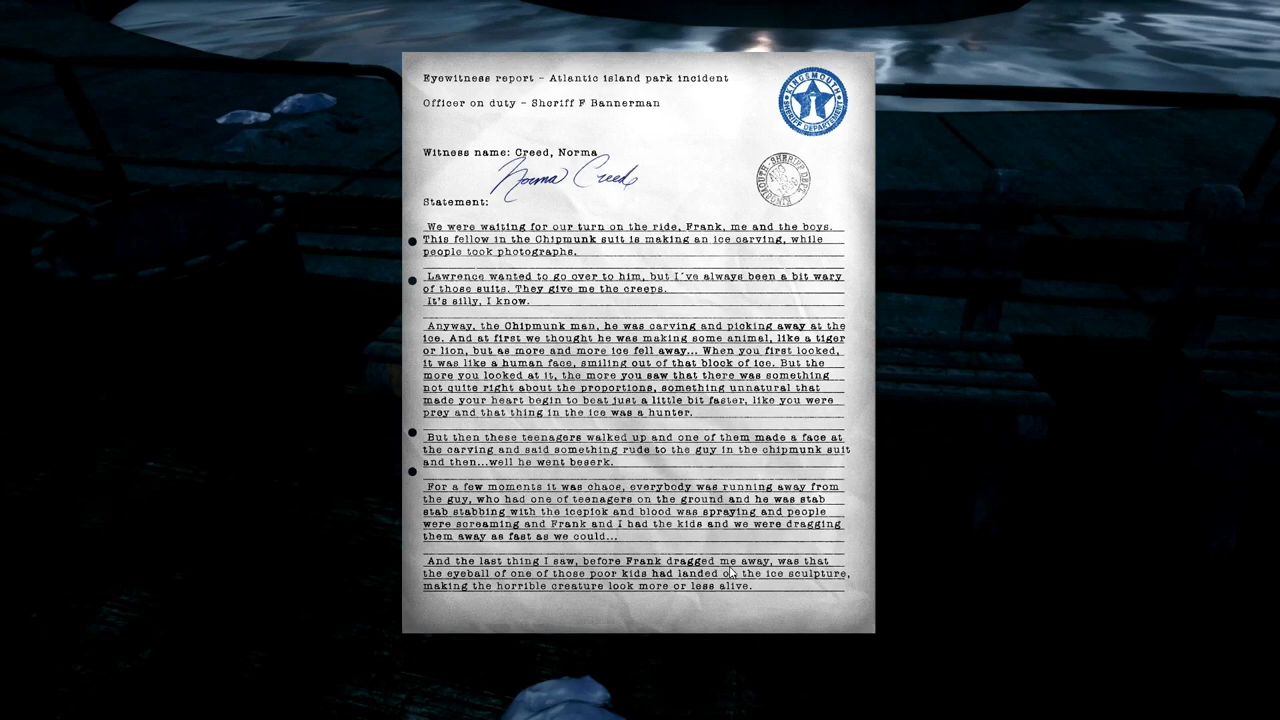 Eyewitness report - Atlantic island park incident
KINGSMOUTH SHERIFF DEPARTEMENT
Officer on duty - Sheriff F Bannerman
Witness name: Creed, Norma
Norma Creed
KINGSMOUTH SHERIFF DEPT
Statement:
We were waiting for our turn on the ride, Frank, me and the boys.
This fellow in the Chipmunk suit is making an ice carving, while
people took photographs.
Lawrence wanted to go over to him, but I´ve always been a bit wary
of those suits. They give me the creeps.
It's silly, I know.
Anyway, the Chipmunk man, he was carving and picking away at the
ice. And at first we thought he was making some animal, like a tiger
or lion, but as more and more ice fell away... When you first looked,
it was like a human face, smiling out of that block of ice. But the
more you looked at it, the more you saw that there was something
not quite right about the proportions, something unnatural that
made your heart begin to beat just a little bit faster, like you were
prey and that thing in the ice was a hunter.
But then these teenagers walked up and one of them made a face at
the carving and said something rude to the guy in the chipmunk suit
and then...well he went beserk.
For a few moments it was chaos, everybody was running away from
the guy, who had one of teenagers on the ground and he was stab
stab stabbing with the icepick and blood was spraying and people
were screaming and Frank and I had the kids and we were dragging
them away as fast as we could...
And the last thing I saw, before Frank dragged me away, was that
the eyeball of one of those poor kids had landed on the ice sculpture,
making the horrible creature look more or less alive.